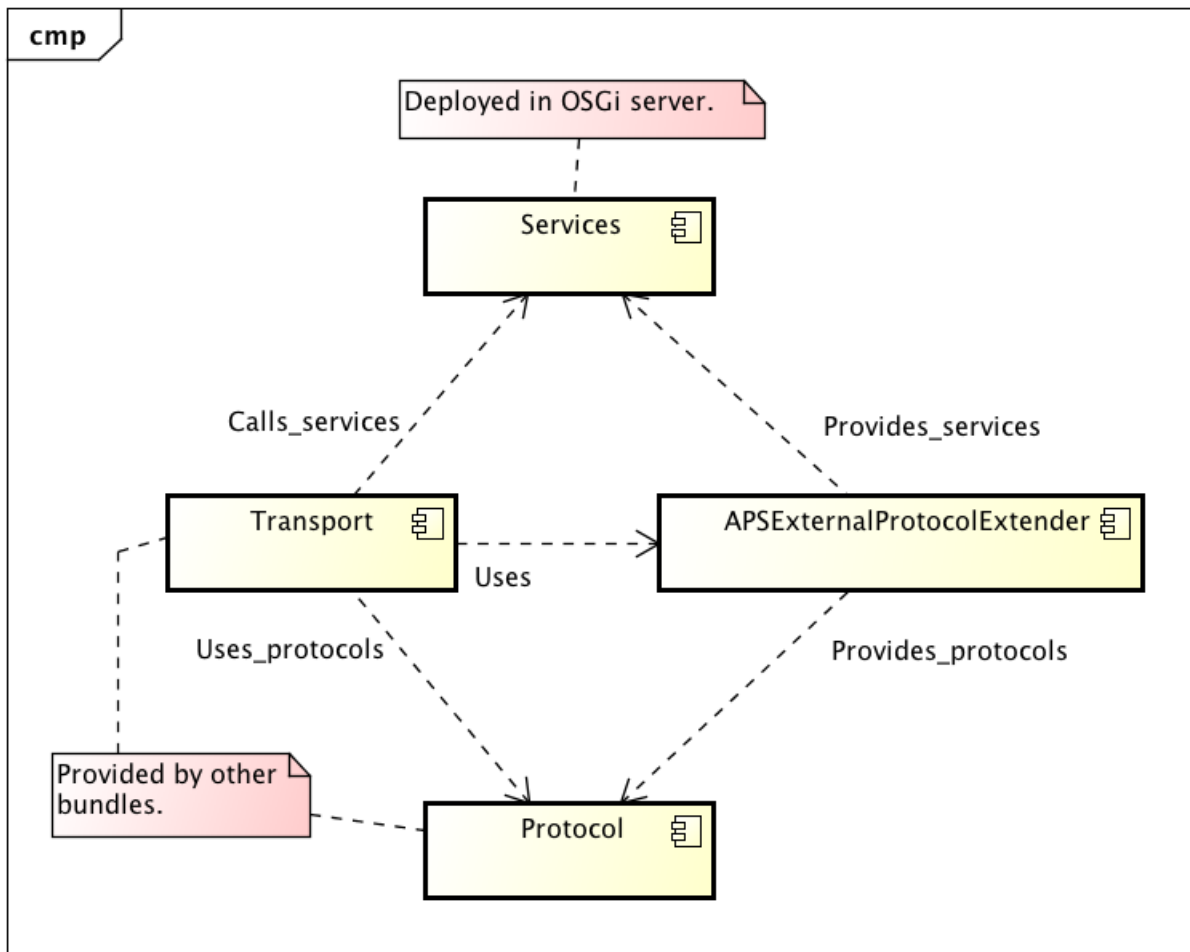 cmp
Deployed in OSGi server.
Services
Calls_services
Provides_services
Transport
APSExternalProtocolExtender
Uses
Uses_protocols
Provides_protocols
Provided by other
bundles.
Protocol